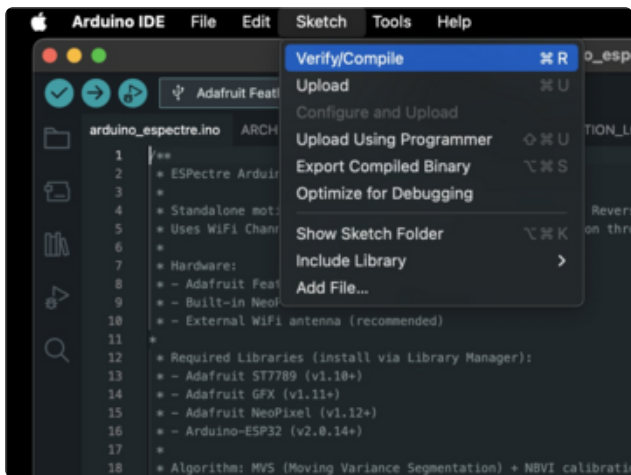 Arduino IDE File Edit Sketch Tools Help
Verify/Compile ⌘ R
Upload ⌘ U
Configure and Upload
Upload Using Programmer ⇧ ⌘ U
Export Compiled Binary ⌥ ⌘ S
Optimize for Debugging
Show Sketch Folder ⌥ ⌘ K
Include Library >
Add File...
o_esp
Adafruit Feat
arduino_espectre.ino ARCH TION_LO
1 /**
2 * ESPectre Arduin
3 *
4 * Standalone moti Revers
5 * Uses WiFi Chann on thro
6 *
7 * Hardware:
8 * - Adafruit Feat
9 * - Built-in NeoP
10 * - External WiFi antenna (recommended)
11 *
12 * Required Libraries (install via Library Manager):
13 * - Adafruit ST7789 (v1.10+)
14 * - Adafruit GFX (v1.11+)
15 * - Adafruit NeoPixel (v1.12+)
16 * - Arduino-ESP32 (v2.0.14+)
17 *
18 * Algorithm: MVS (Moving Variance Segmentation) + NBVI calibratio